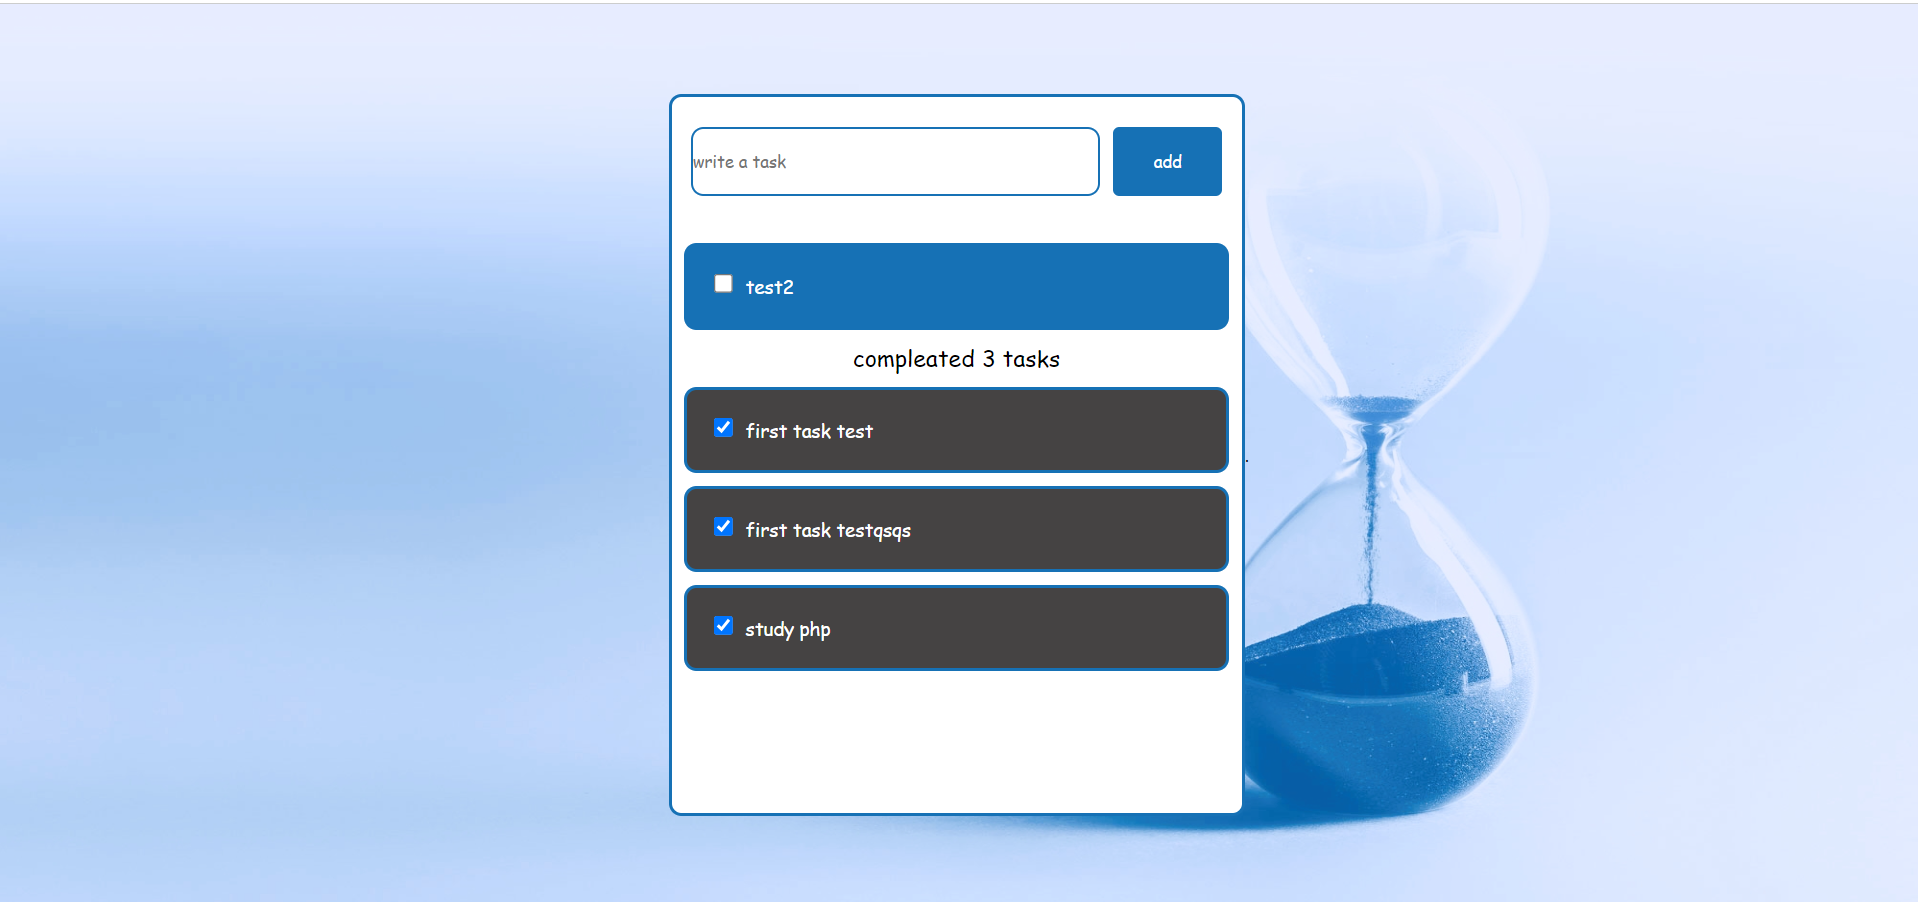 write a task
add
test2
compleated 3 tasks
first task test
first task testqsqs
study php